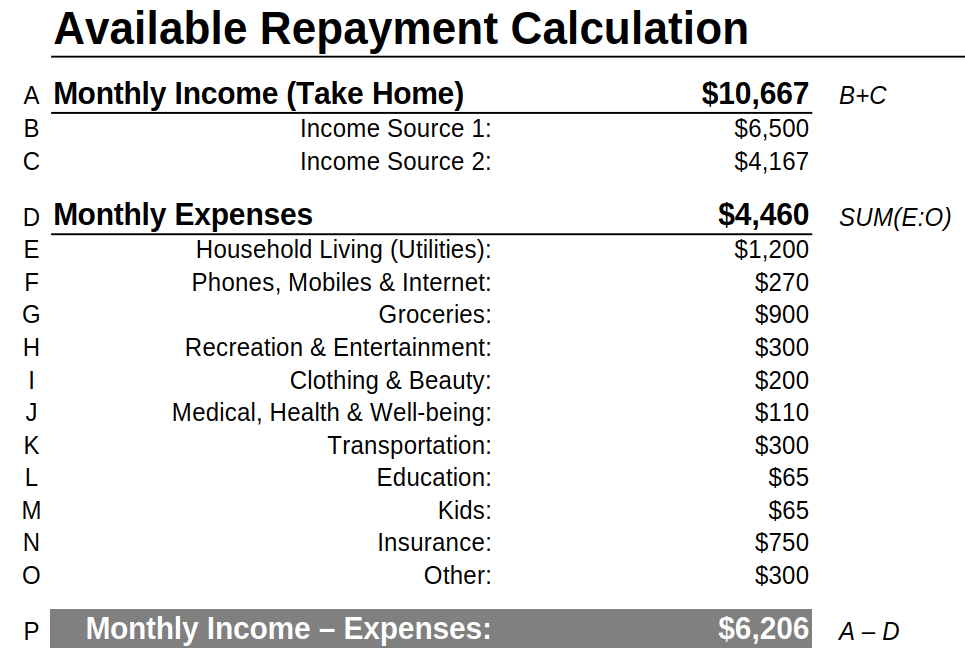 Available Repayment Calculation
A Monthly Income (Take Home) $10,667 B+C
B Income Source 1: $6,500
C Income Source 2: $4,167
D Monthly Expenses $4,460 SUM(E:O)
E Household Living (Utilities): $1,200
F Phones, Mobiles & Internet: $270
G Groceries: $900
H Recreation & Entertainment: $300
I Clothing & Beauty: $200
J Medical, Health & Well-being: $110
K Transportation: $300
L Education: $65
M Kids: $65
N Insurance: $750
O Other: $300
P Monthly Income – Expenses: $6,206 A – D